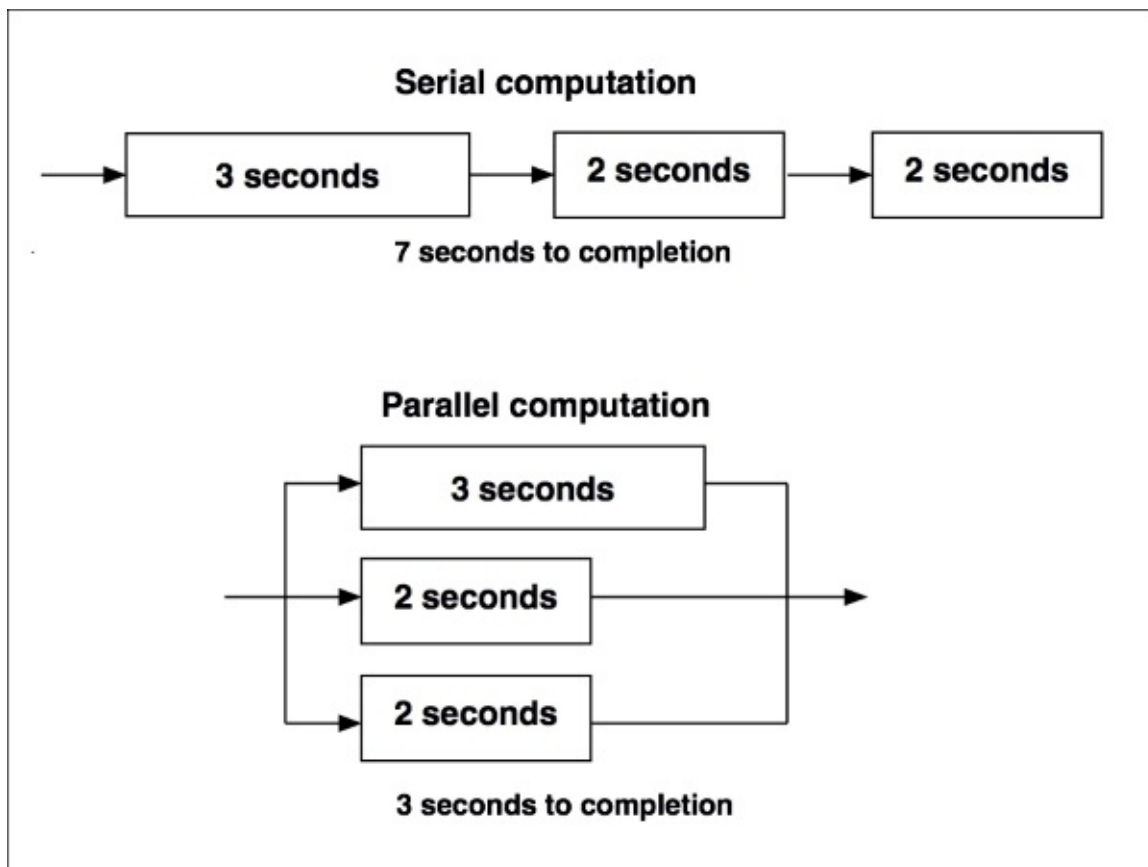 Serial computation
3 seconds
2 seconds
2 seconds
7 seconds to completion
Parallel computation
3 seconds
2 seconds
2 seconds
3 seconds to completion